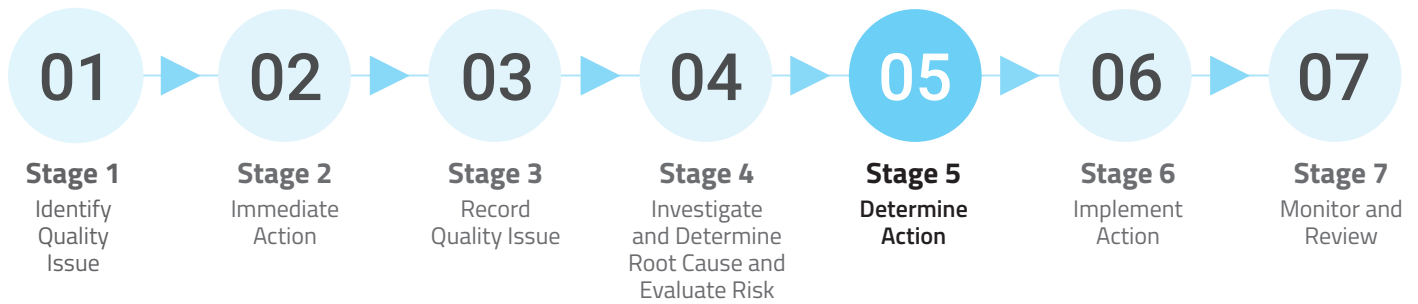 01
02
03
04
05
06
07
Stage 1
Identify
Quality
Issue
Stage 2
Immediate
Action
Stage 3
Record
Quality Issue
Stage 4
Investigate
and Determine
Root Cause and
Evaluate Risk
Stage 5
Determine
Action
Stage 6
Implement
Action
Stage 7
Monitor and
Review